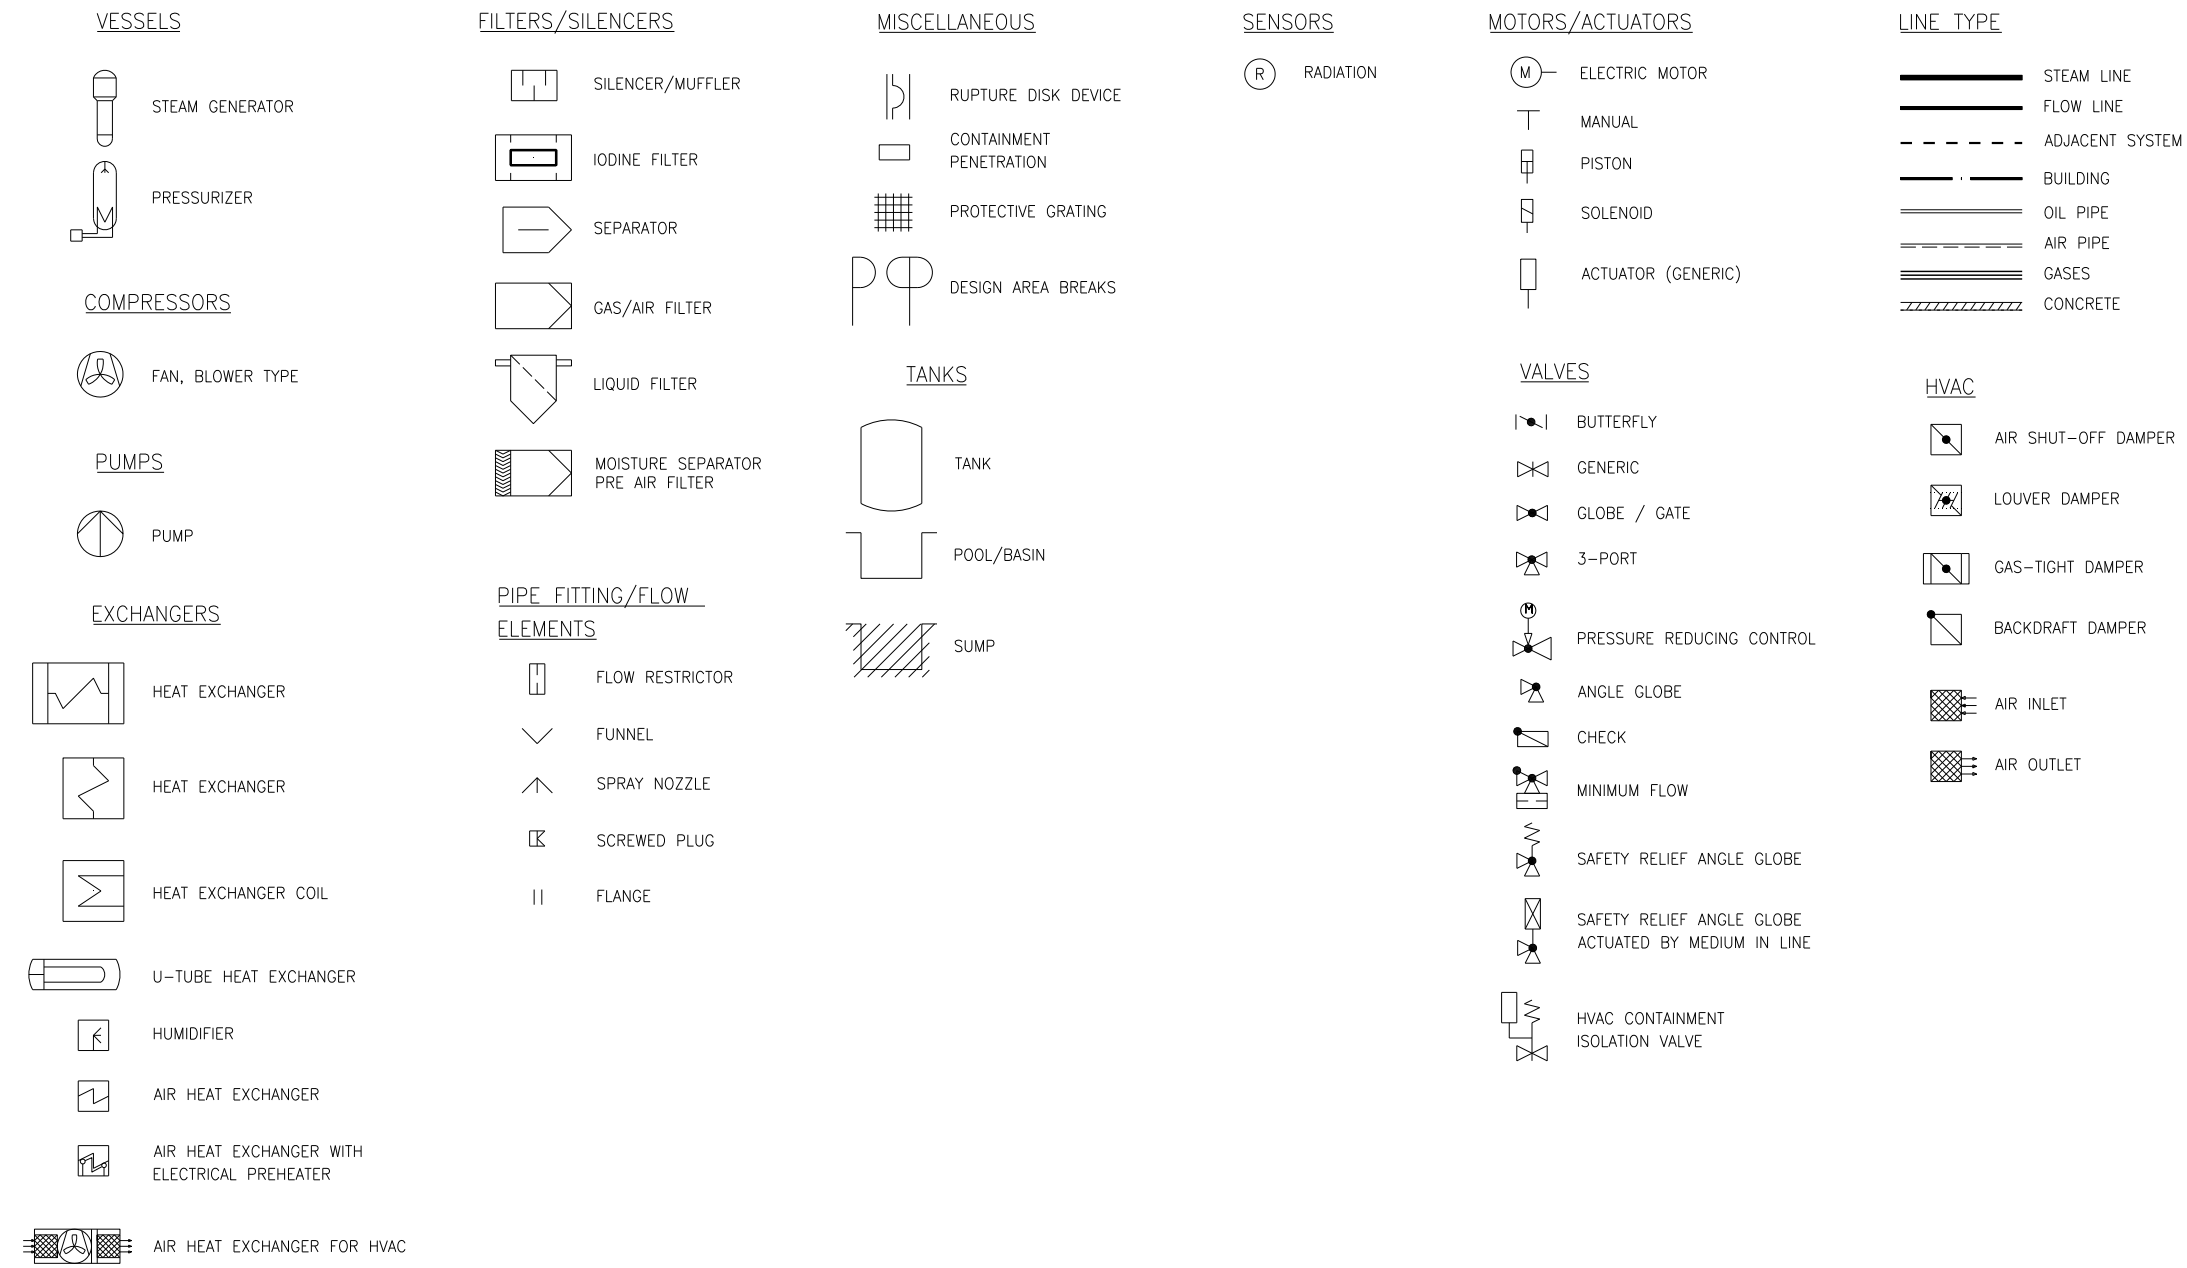 VESSELS
STEAM GENERATOR
PRESSURIZER
COMPRESSORS
FAN, BLOWER TYPE
PUMPS
PUMP
EXCHANGERS
HEAT EXCHANGER
HEAT EXCHANGER
HEAT EXCHANGER COIL
U-TUBE HEAT EXCHANGER
HUMIDIFIER
AIR HEAT EXCHANGER
AIR HEAT EXCHANGER WITH
ELECTRICAL PREHEATER
AIR HEAT EXCHANGER FOR HVAC
FILTERS/SILENCERS
SILENCER/MUFFLER
IODINE FILTER
SEPARATOR
GAS/AIR FILTER
LIQUID FILTER
MOISTURE SEPARATOR
PRE AIR FILTER
PIPE FITTING/FLOW
ELEMENTS
FLOW RESTRICTOR
FUNNEL
SPRAY NOZZLE
SCREWED PLUG
FLANGE
MISCELLANEOUS
RUPTURE DISK DEVICE
CONTAINMENT
PENETRATION
PROTECTIVE GRATING
DESIGN AREA BREAKS
TANKS
TANK
POOL/BASIN
SUMP
SENSORS
R RADIATION
MOTORS/ACTUATORS
M ELECTRIC MOTOR
MANUAL
PISTON
SOLENOID
ACTUATOR (GENERIC)
VALVES
BUTTERFLY
GENERIC
GLOBE / GATE
3-PORT
M
PRESSURE REDUCING CONTROL
ANGLE GLOBE
CHECK
MINIMUM FLOW
SAFETY RELIEF ANGLE GLOBE
SAFETY RELIEF ANGLE GLOBE
ACTUATED BY MEDIUM IN LINE
HVAC CONTAINMENT
ISOLATION VALVE
LINE TYPE
STEAM LINE
FLOW LINE
ADJACENT SYSTEM
BUILDING
OIL PIPE
AIR PIPE
GASES
CONCRETE
HVAC
AIR SHUT-OFF DAMPER
LOUVER DAMPER
GAS-TIGHT DAMPER
BACKDRAFT DAMPER
AIR INLET
AIR OUTLET